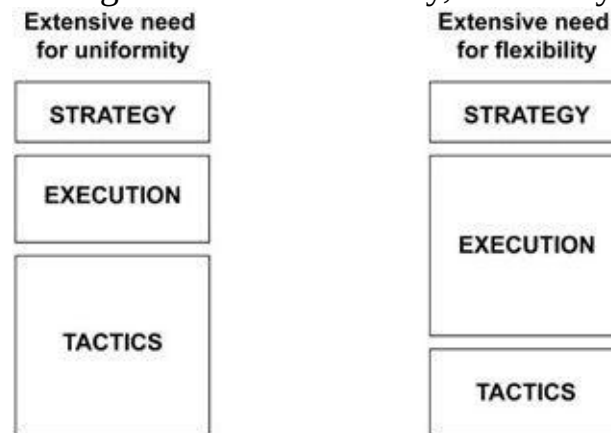 Extensive need
for uniformity
STRATEGY
EXECUTION
TACTICS
Extensive need
for flexibility
STRATEGY
EXECUTION
TACTICS